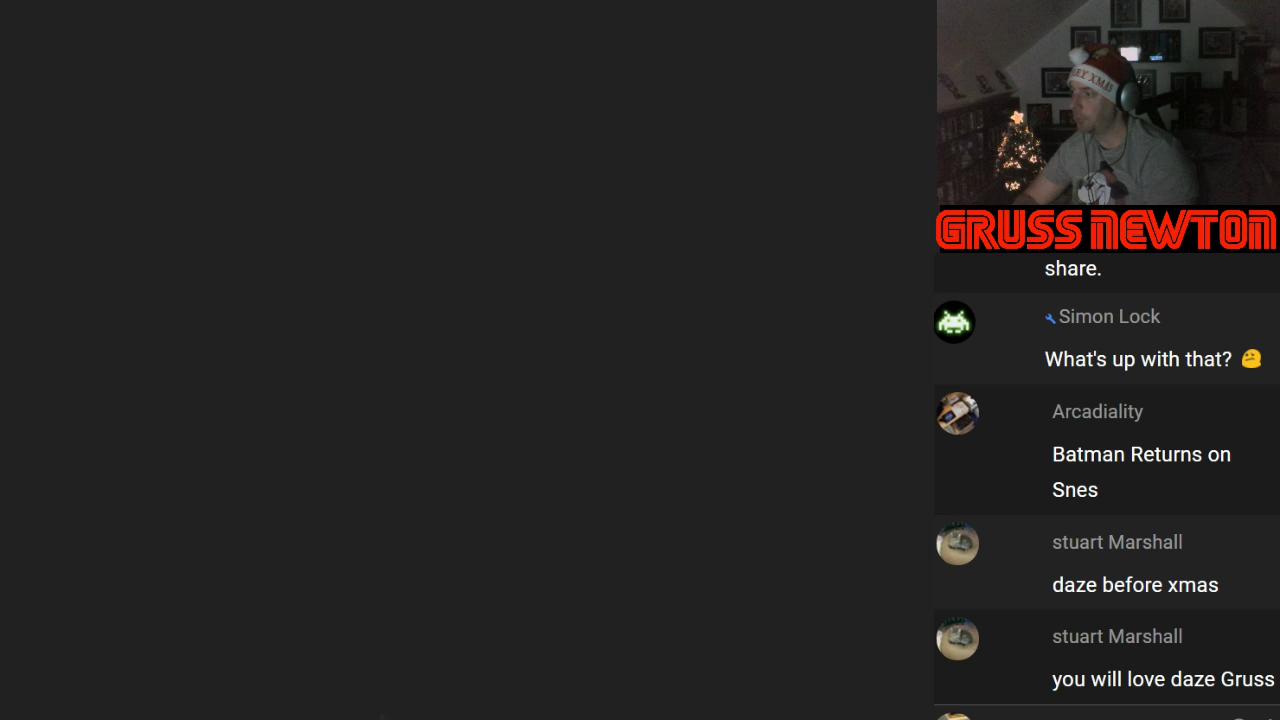 GRUSS NEWTON
share.
Simon Lock
What's up with that? 🫤
Arcadiality
Batman Returns on
Snes
stuart Marshall
daze before xmas
stuart Marshall
you will love daze Gruss